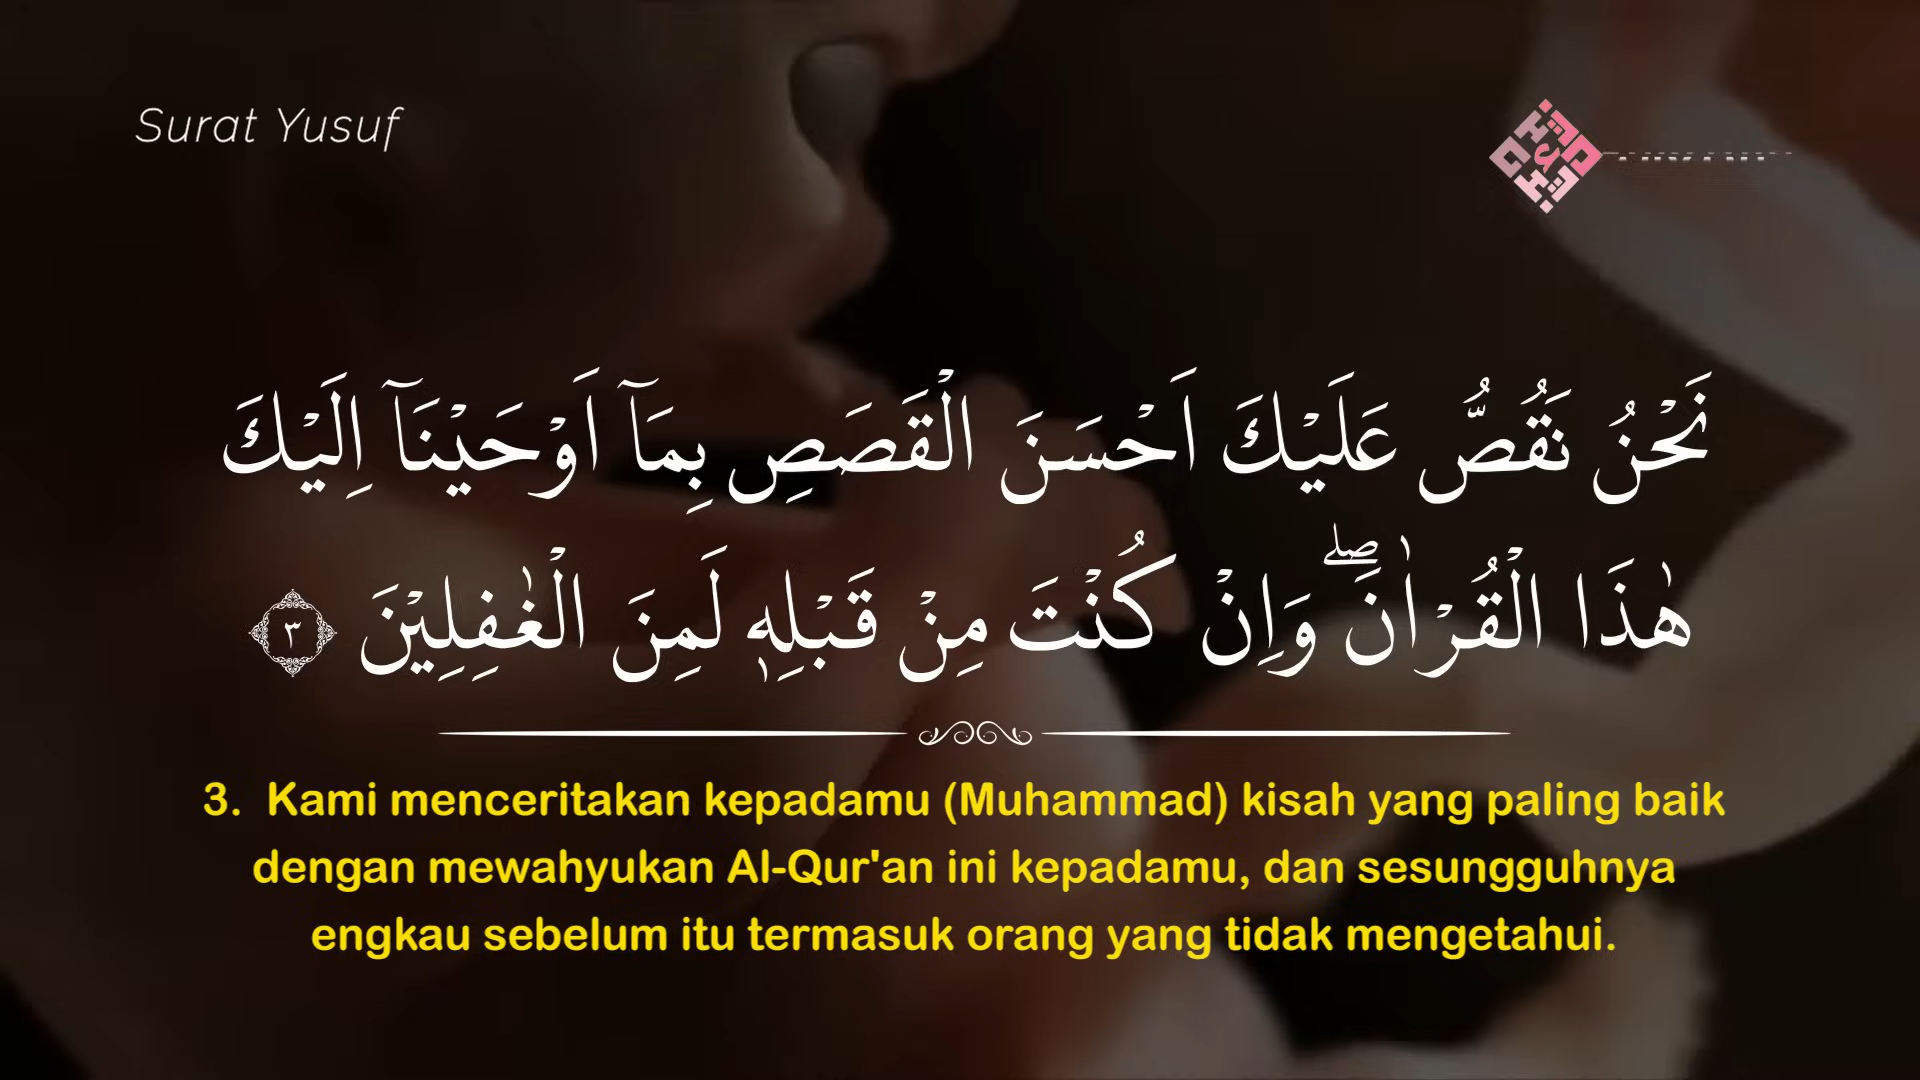 Surat Yusuf
نَحْنُ نَقُصُّ عَلَيْكَ اَحْسَنَ الْقَصَصِ بِمَآ اَوْحَيْنَآ اِلَيْكَ
هٰذَا الْقُرْاٰنَۖ وَاِنْ كُنْتَ مِنْ قَبْلِهٖ لَمِنَ الْغٰفِلِيْنَ ٣
3. Kami menceritakan kepadamu (Muhammad) kisah yang paling baik
dengan mewahyukan Al-Qur'an ini kepadamu, dan sesungguhnya
engkau sebelum itu termasuk orang yang tidak mengetahui.